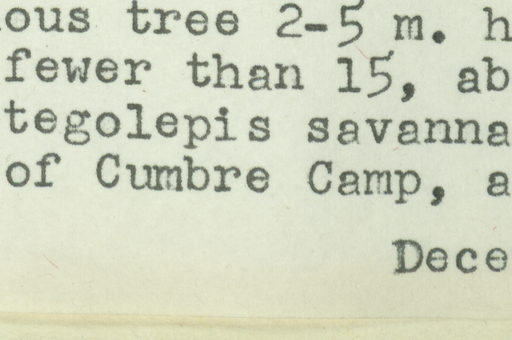 ous tree 2-5 m. h
fewer than 15, ab
tegolepis savanna
of Cumbre Camp, a
Dece